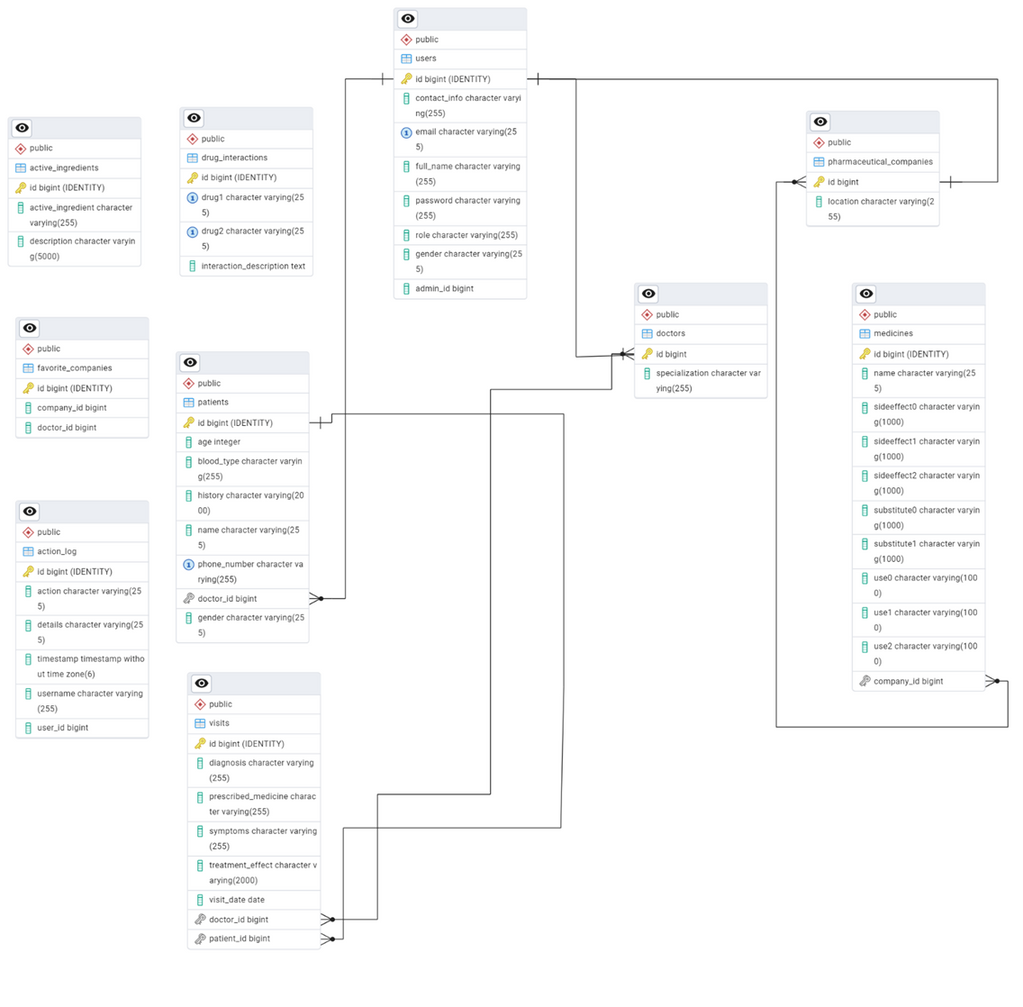 public
users
id bigint (IDENTITY)
contact_info character varyi
ng(255)
email character varying(25
5)
full_name character varying
(255)
password character varying
(255)
role character varying(255)
gender character varying(25
5)
admin_id bigint
public
active_ingredients
id bigint (IDENTITY)
active_ingredient character
varying(255)
description character varyin
g(5000)
public
drug_interactions
id bigint (IDENTITY)
drug1 character varying(25
5)
drug2 character varying(25
5)
interaction_description text
public
pharmaceutical_companies
id bigint
location character varying(2
55)
public
doctors
id bigint
specialization character var
ying(255)
public
medicines
id bigint (IDENTITY)
name character varying(25
5)
sideeffect0 character varyin
g(1000)
sideeffect1 character varyin
g(1000)
sideeffect2 character varyin
g(1000)
substitute0 character varyin
g(1000)
substitute1 character varyin
g(1000)
use0 character varying(100
0)
use1 character varying(100
0)
use2 character varying(100
0)
company_id bigint
public
favorite_companies
id bigint (IDENTITY)
company_id bigint
doctor_id bigint
public
patients
id bigint (IDENTITY)
age integer
blood_type character varyin
g(255)
history character varying(20
00)
name character varying(25
5)
phone_number character va
rying(255)
doctor_id bigint
gender character varying(25
5)
public
action_log
id bigint (IDENTITY)
action character varying(25
5)
details character varying(25
5)
timestamp timestamp witho
ut time zone(6)
username character varying
(255)
user_id bigint
public
visits
id bigint (IDENTITY)
diagnosis character varying
(255)
prescribed_medicine charac
ter varying(255)
symptoms character varying
(255)
treatment_effect character v
arying(2000)
visit_date date
doctor_id bigint
patient_id bigint